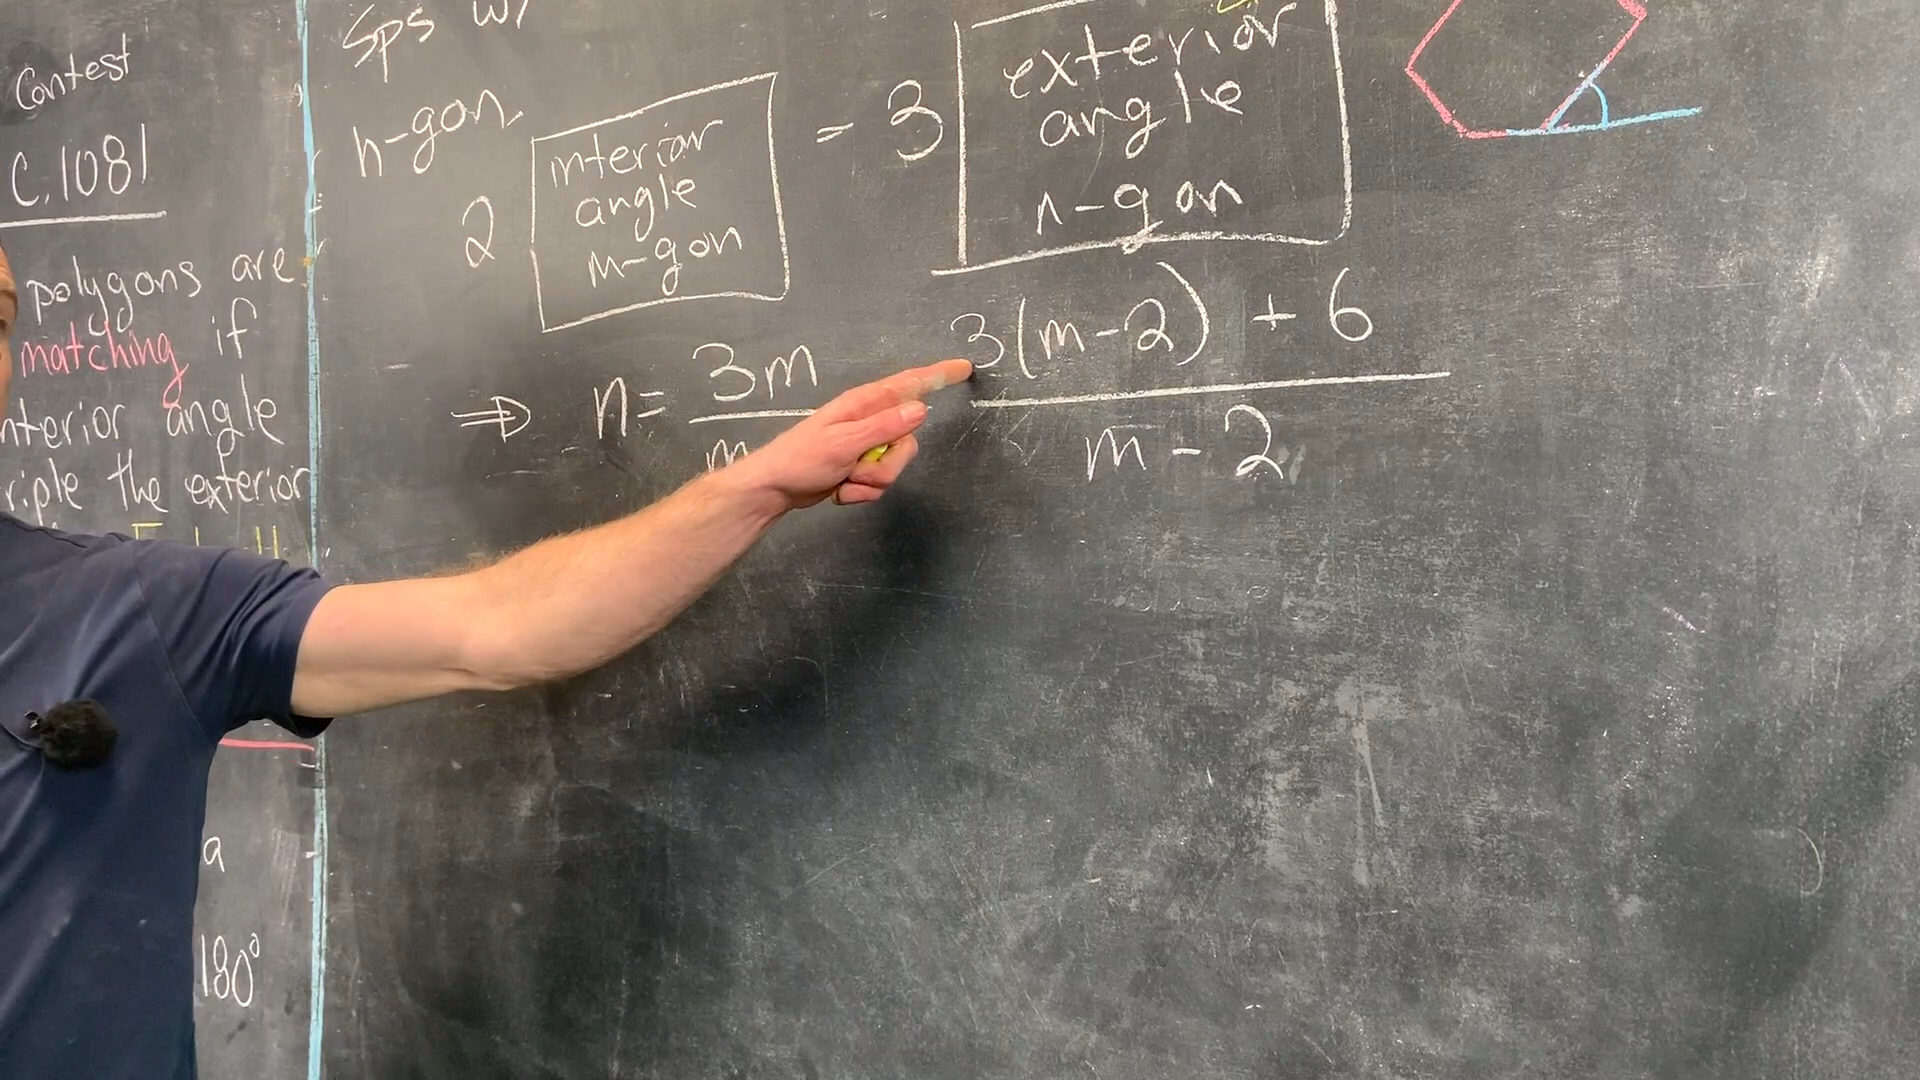 Contest
C.1081
polygons are
matching if
nterior angle
riple the exterior
a
180°
Sps w/
n-gon
2 interior angle m-gon = 3 exterior angle n-gon
⇒ n = 3m / m 3(m-2) + 6 / m - 2